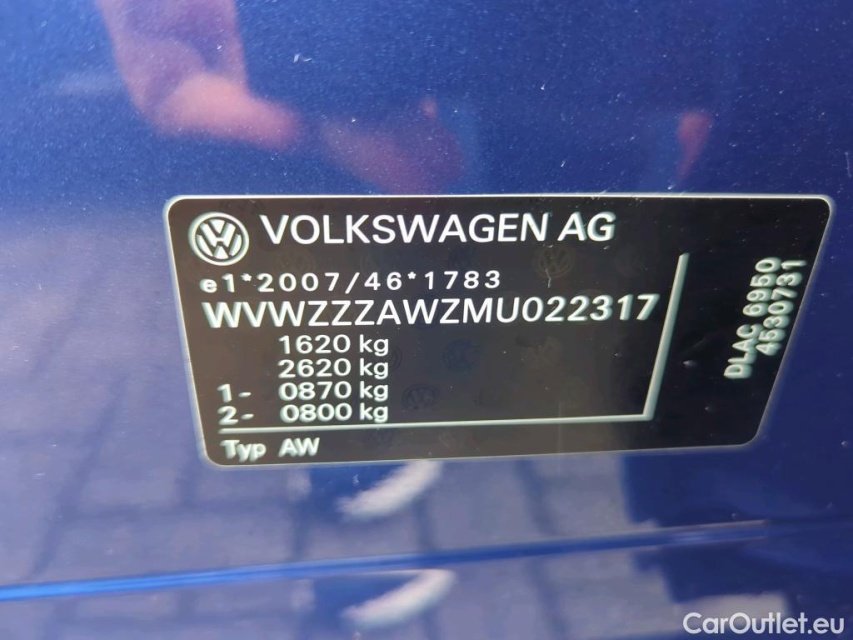 VOLKSWAGEN AG
e1*2007/46*1783
WVWZZZAWZMU022317
1620 kg
2620 kg
1- 0870 kg
2- 0800 kg
Typ AW
DLAC 6950
4530731
CarOutlet.eu